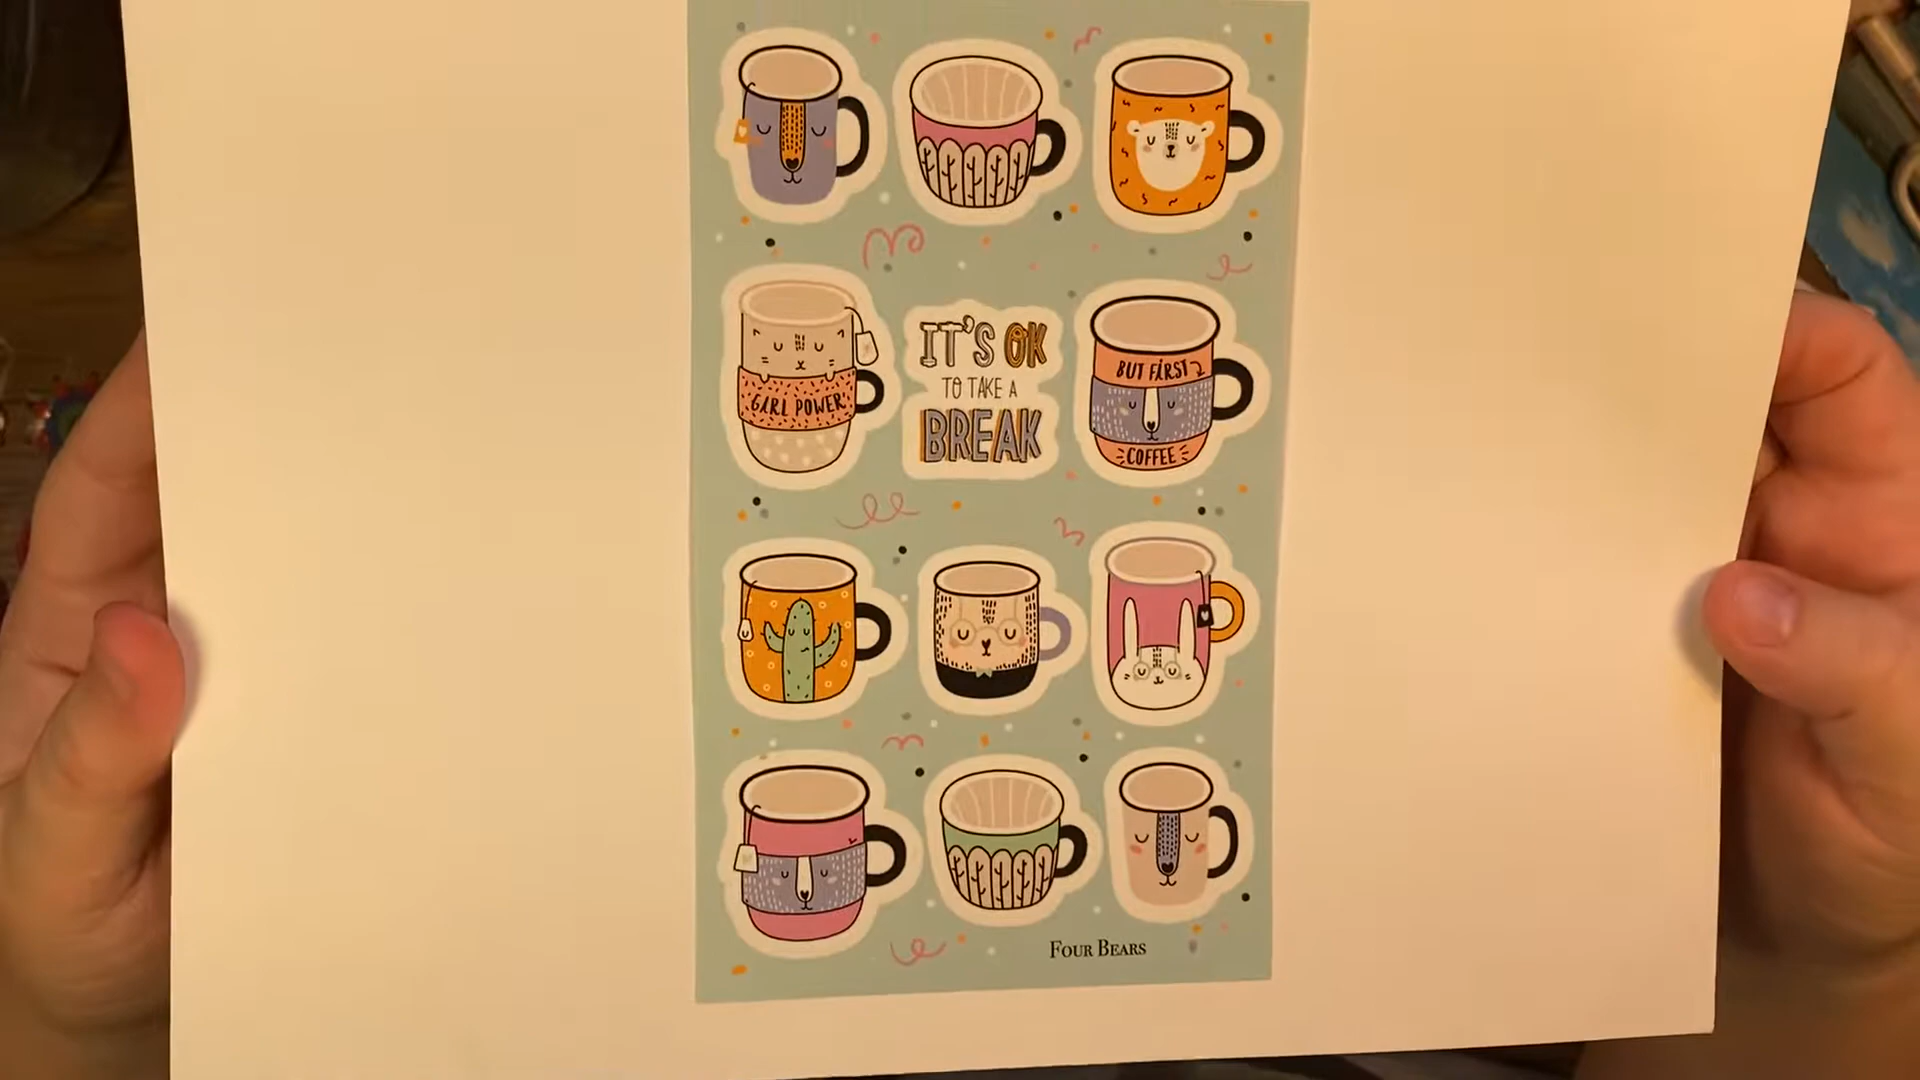 GIRL POWER
IT'S OK
TO TAKE A
BREAK
BUT FIRST
COFFEE
FOUR BEARS